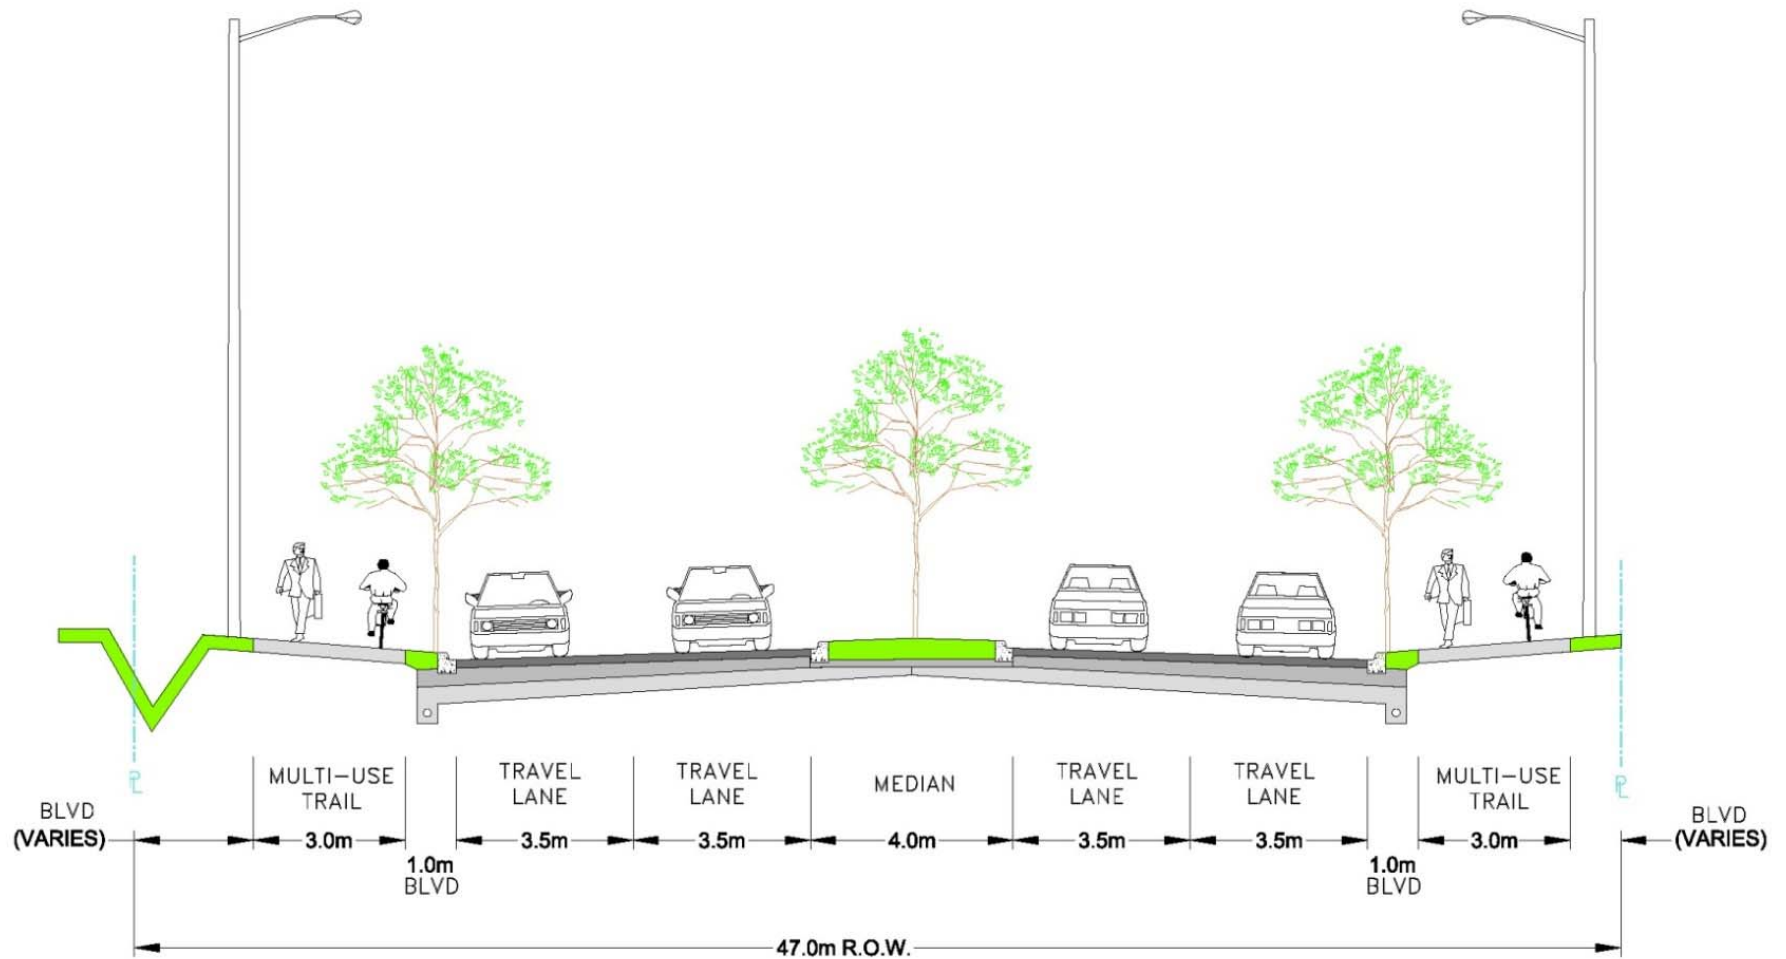 MULTI-USE
TRAIL
TRAVEL
LANE
TRAVEL
LANE
MEDIAN
TRAVEL
LANE
TRAVEL
LANE
MULTI-USE
TRAIL
PL
PL
BLVD
(VARIES)
3.0m
3.5m
3.5m
4.0m
3.5m
3.5m
3.0m
BLVD
(VARIES)
1.0m
BLVD
1.0m
BLVD
47.0m R.O.W.